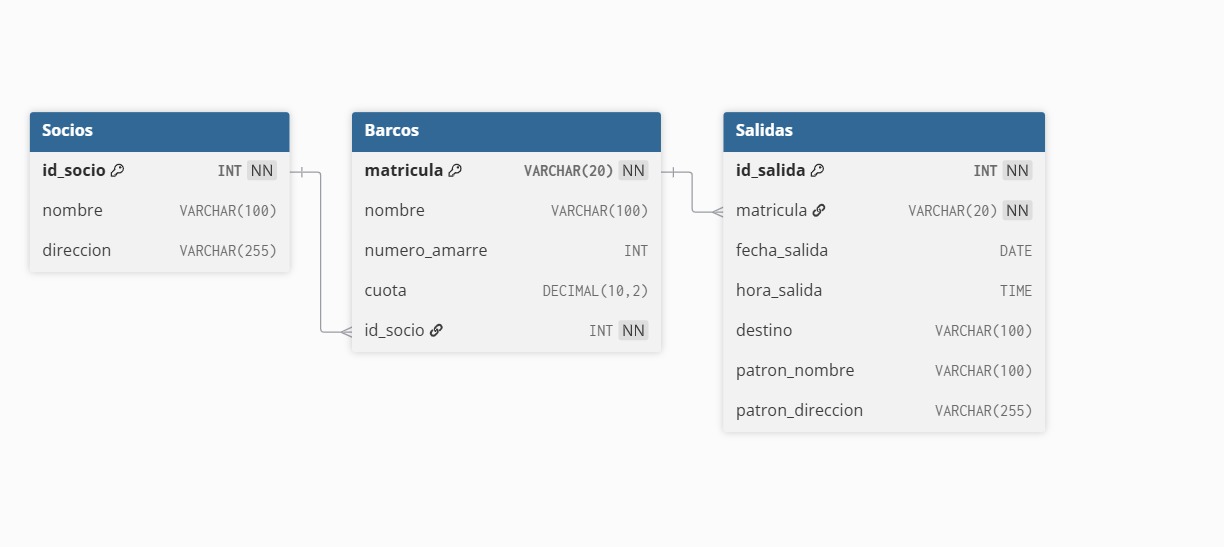 Socios
id_socio INT NN
nombre VARCHAR(100)
direccion VARCHAR(255)
Barcos
matricula VARCHAR(20) NN
nombre VARCHAR(100)
numero_amarre INT
cuota DECIMAL(10,2)
id_socio INT NN
Salidas
id_salida INT NN
matricula VARCHAR(20) NN
fecha_salida DATE
hora_salida TIME
destino VARCHAR(100)
patron_nombre VARCHAR(100)
patron_direccion VARCHAR(255)